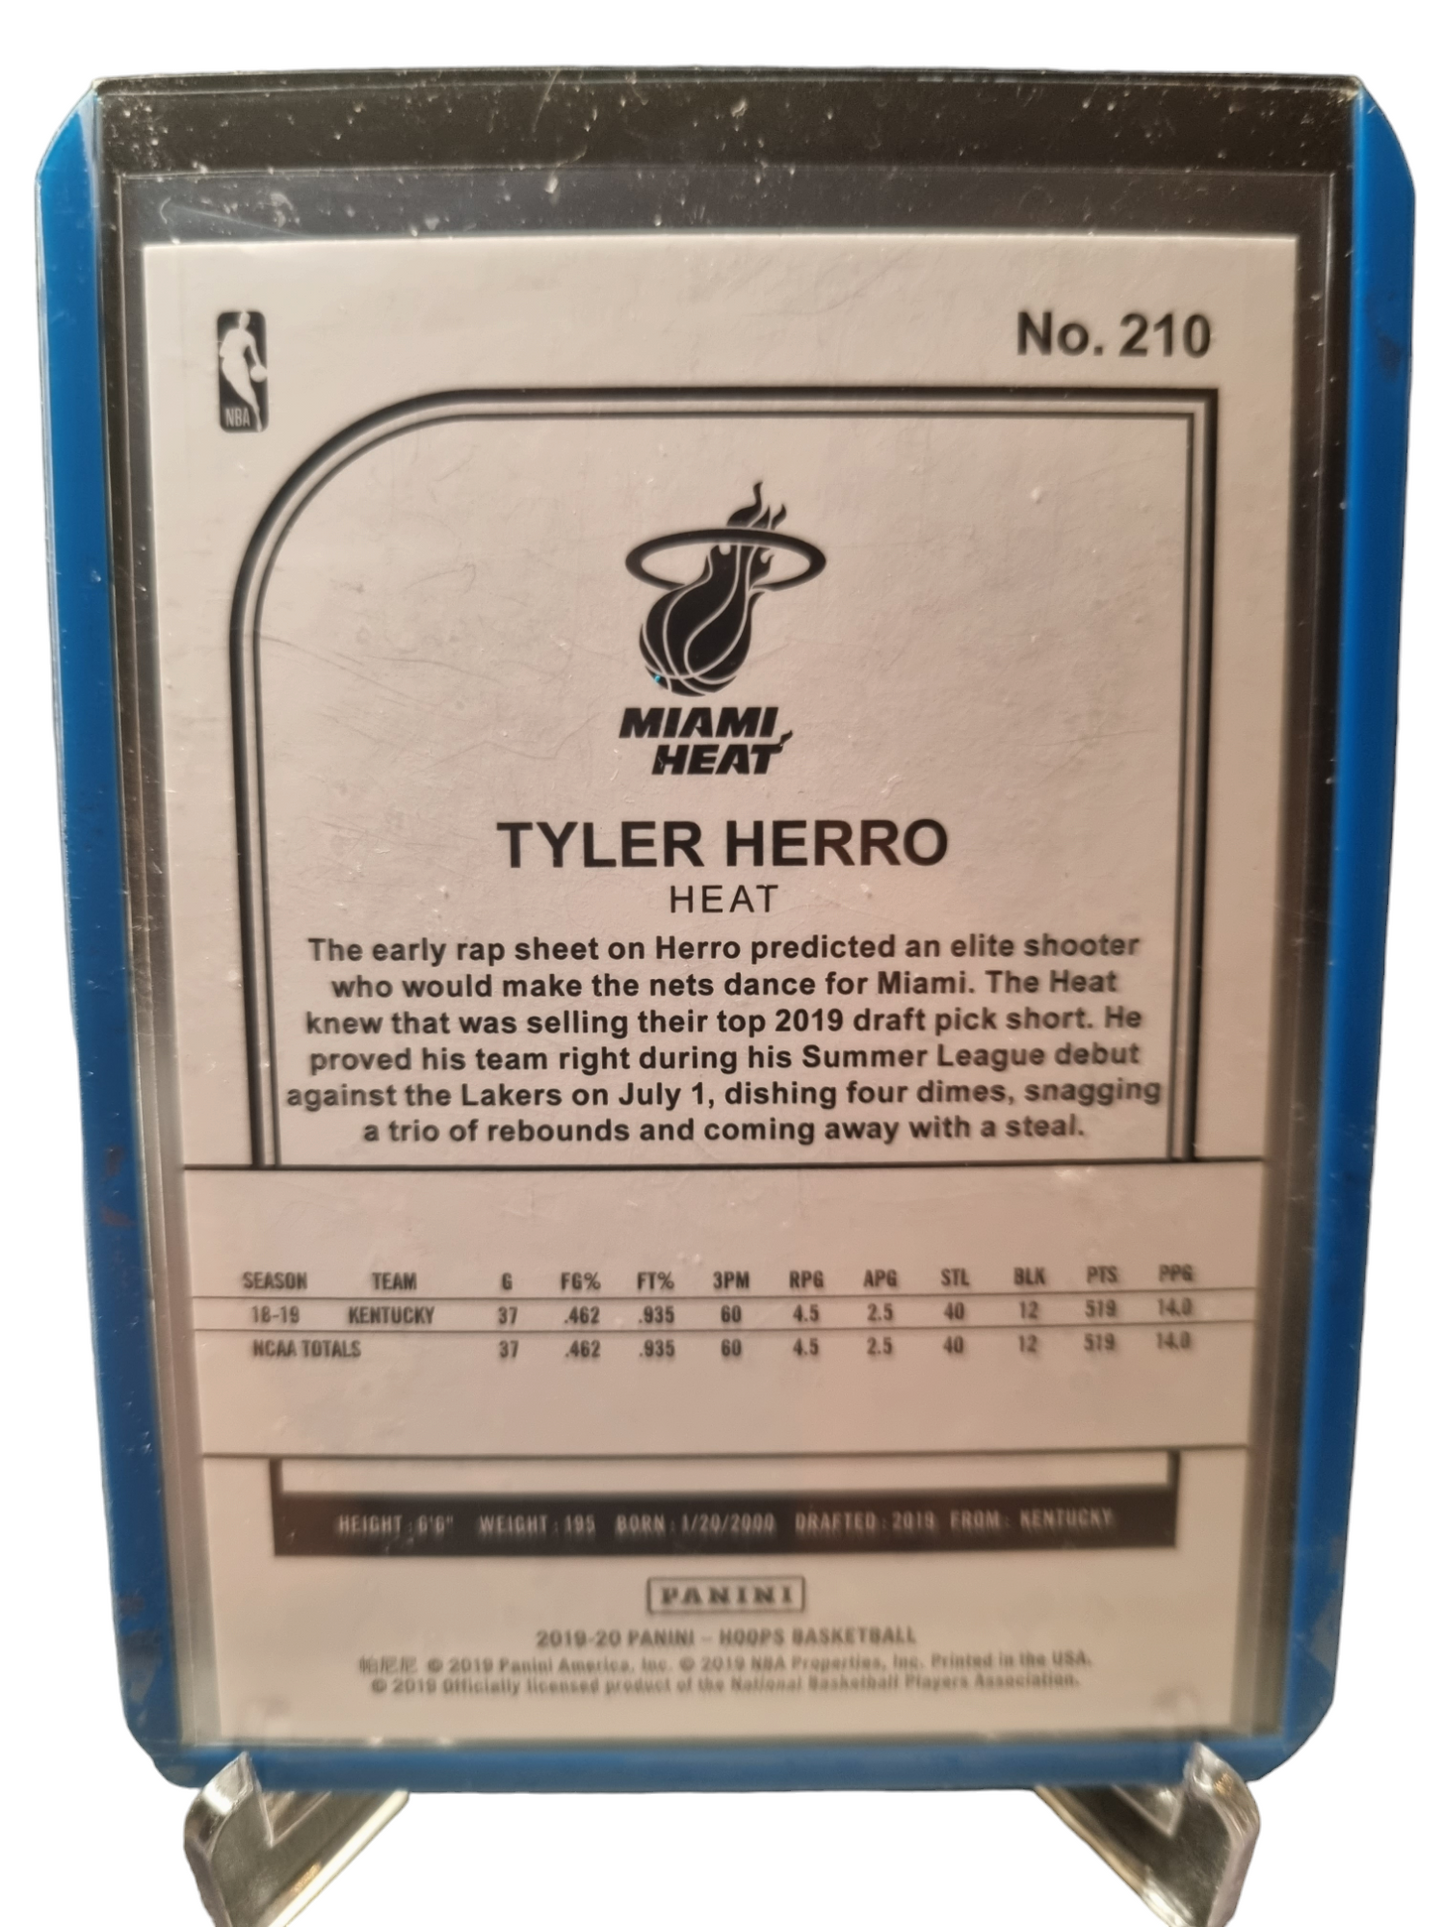 No. 210
NBA
MIAMI
HEAT
TYLER HERRO
HEAT
The early rap sheet on Herro predicted an elite shooter
who would make the nets dance for Miami. The Heat
knew that was selling their top 2019 draft pick short. He
proved his team right during his Summer League debut
against the Lakers on July 1, dishing four dimes, snagging
a trio of rebounds and coming away with a steal.
SEASON TEAM G FG% FT% 3PM RPG APG STL BLK PTS PPG
18-19 KENTUCKY 37 .462 .935 60 4.5 2.5 40 12 519 14.0
NCAA TOTALS 37 .462 .935 60 4.5 2.5 40 12 519 14.0
HEIGHT : 6'6" WEIGHT : 195 BORN : 1/20/2000 DRAFTED : 2019 FROM : KENTUCKY
PANINI
2019-20 PANINI – HOOPS BASKETBALL
帕尼尼 © 2019 Panini America, Inc. © 2019 NBA Properties, Inc. Printed in the USA.
© 2019 Officially licensed product of the National Basketball Players Association.